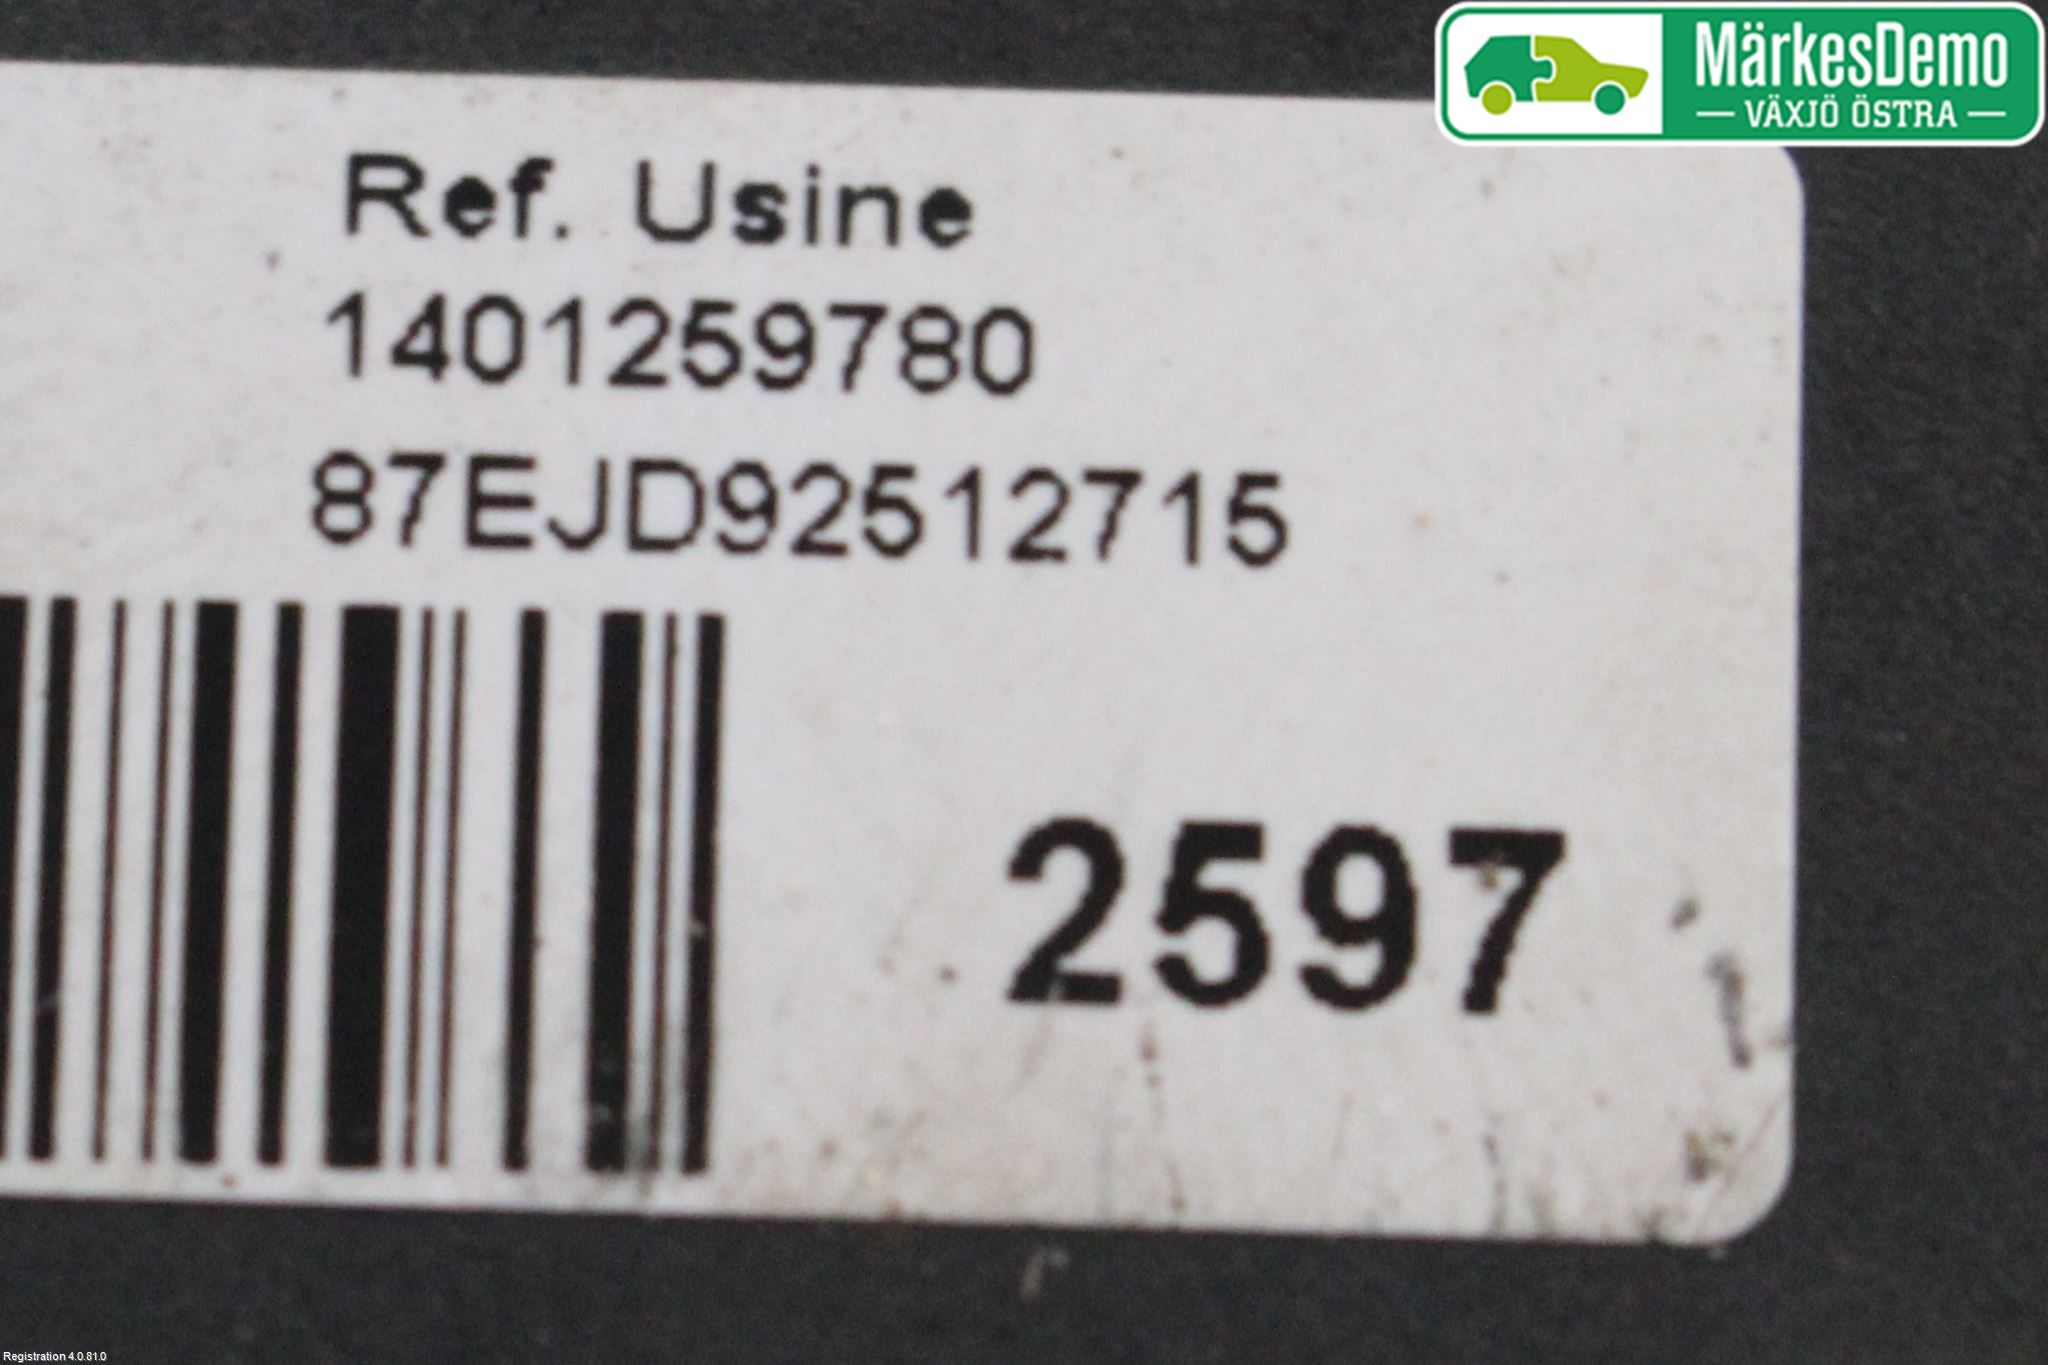 MärkesDemo
— VÄXJÖ ÖSTRA —
Ref. Usine
1401259780
87EJD92512715
2597
Registration 4.0.81.0